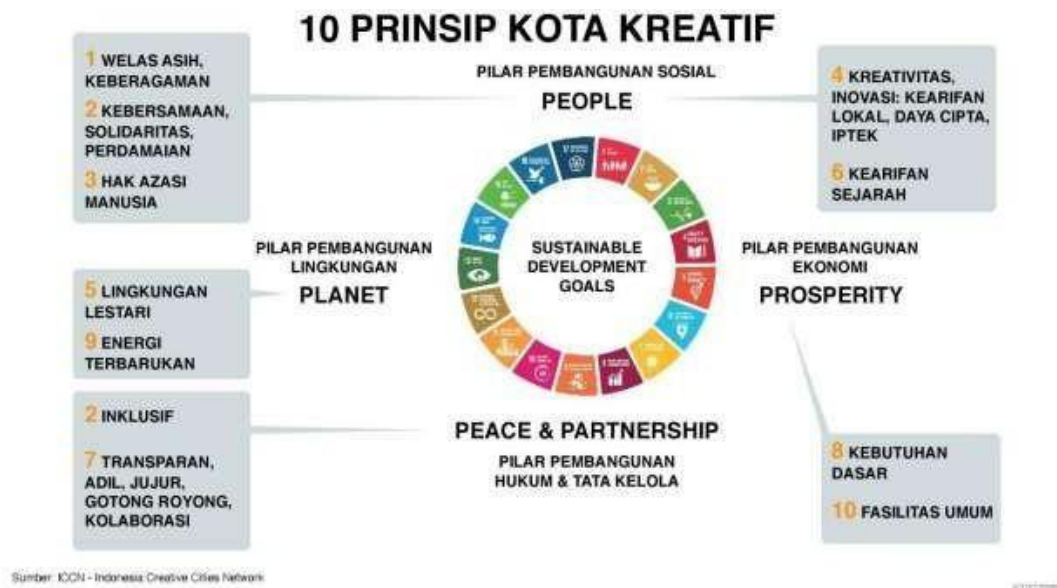 10 PRINSIP KOTA KREATIF
1 WELAS ASIH,
KEBERAGAMAN
2 KEBERSAMAAN,
SOLIDARITAS,
PERDAMAIAN
3 HAK AZASI
MANUSIA
PILAR PEMBANGUNAN SOSIAL
PEOPLE
4 KREATIVITAS,
INOVASI: KEARIFAN
LOKAL, DAYA CIPTA,
IPTEK
6 KEARIFAN
SEJARAH
PILAR PEMBANGUNAN
LINGKUNGAN
PLANET
SUSTAINABLE
DEVELOPMENT
GOALS
PILAR PEMBANGUNAN
EKONOMI
PROSPERITY
5 LINGKUNGAN
LESTARI
9 ENERGI
TERBARUKAN
2 INKLUSIF
7 TRANSPARAN,
ADIL, JUJUR,
GOTONG ROYONG,
KOLABORASI
PEACE & PARTNERSHIP
PILAR PEMBANGUNAN
HUKUM & TATA KELOLA
8 KEBUTUHAN
DASAR
10 FASILITAS UMUM
Sumber: ICCN - Indonesia Creative Cities Network